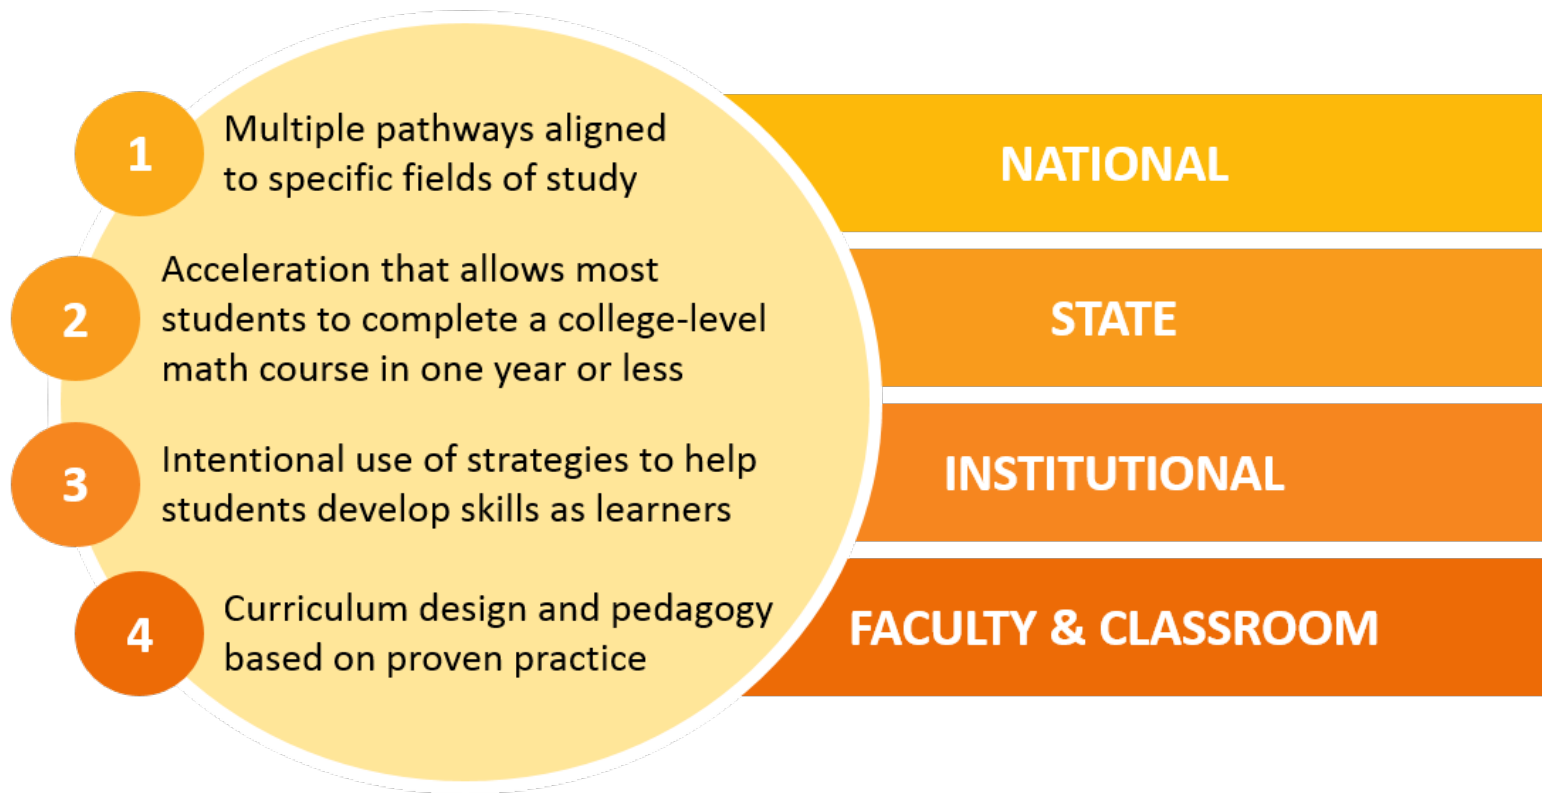 1
Multiple pathways aligned
to specific fields of study
2
Acceleration that allows most
students to complete a college-level
math course in one year or less
3
Intentional use of strategies to help
students develop skills as learners
4
Curriculum design and pedagogy
based on proven practice
NATIONAL
STATE
INSTITUTIONAL
FACULTY & CLASSROOM